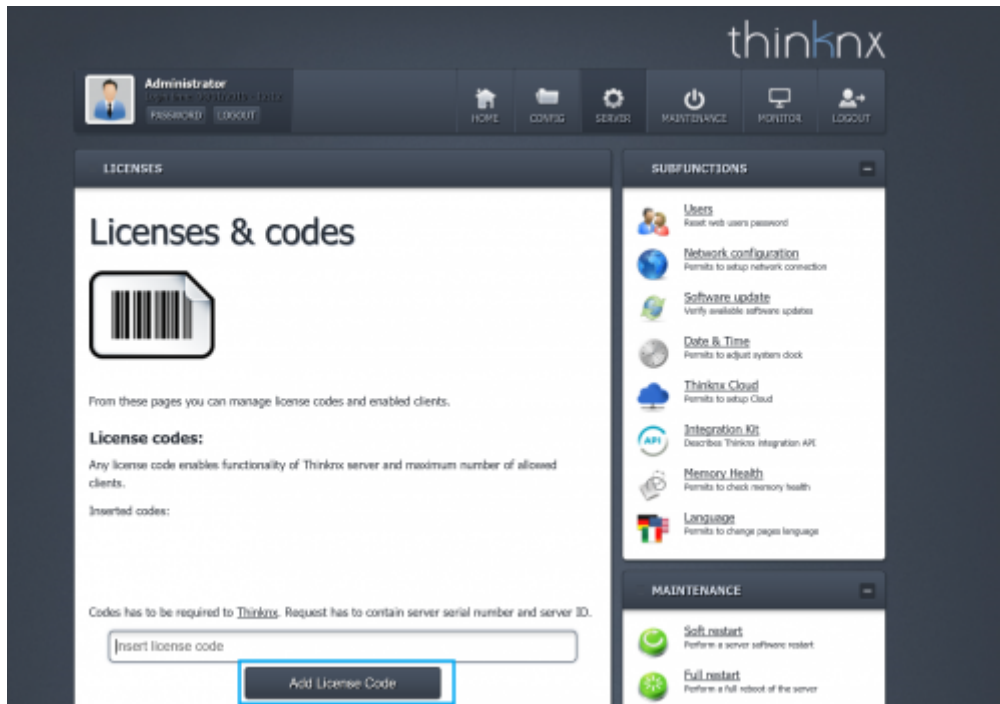 thinknx
Administrator
PASSWORD LOGOUT
HOME CONFIG SERVER MAINTENANCE MONITOR LOGOUT
LICENSES
Licenses & codes
From these pages you can manage license codes and enabled clients.
License codes:
Any license code enables functionality of Thinknx server and maximum number of allowed
clients.
Inserted codes:
Codes has to be required to Thinknx. Request has to contain server serial number and server ID.
Insert license code
Add License Code
SUBFUNCTIONS
Users
Reset web users password
Network configuration
Permits to setup network connection
Software update
Verify available software updates
Date & Time
Permits to adjust system clock
Thinknx Cloud
Permits to setup Cloud
API
Integration Kit
Describes Thinknx integration API
Memory Health
Permits to check memory health
Language
Permits to change pages language
MAINTENANCE
Soft restart
Perform a server software restart
Full restart
Perform a full reboot of the server